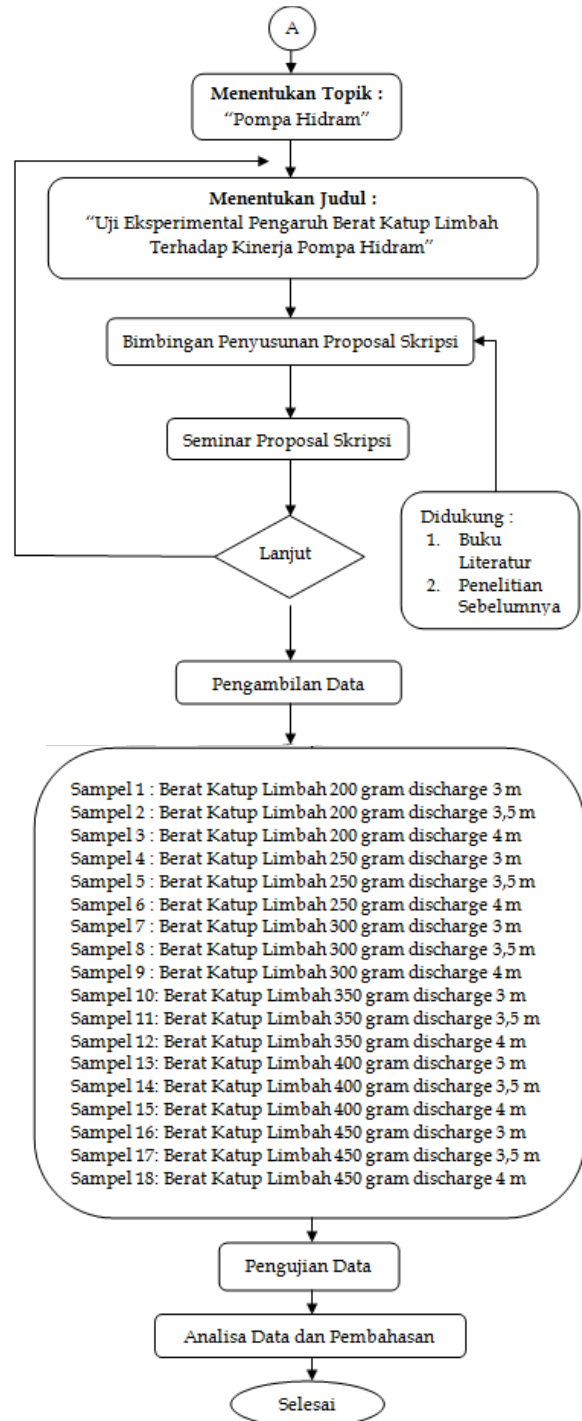 A
Menentukan Topik :
“Pompa Hidram”
Menentukan Judul :
“Uji Eksperimental Pengaruh Berat Katup Limbah
Terhadap Kinerja Pompa Hidram”
Bimbingan Penyusunan Proposal Skripsi
Seminar Proposal Skripsi
Lanjut
Didukung :
1. Buku
Literatur
2. Penelitian
Sebelumnya
Pengambilan Data
Sampel 1 : Berat Katup Limbah 200 gram discharge 3 m
Sampel 2 : Berat Katup Limbah 200 gram discharge 3,5 m
Sampel 3 : Berat Katup Limbah 200 gram discharge 4 m
Sampel 4 : Berat Katup Limbah 250 gram discharge 3 m
Sampel 5 : Berat Katup Limbah 250 gram discharge 3,5 m
Sampel 6 : Berat Katup Limbah 250 gram discharge 4 m
Sampel 7 : Berat Katup Limbah 300 gram discharge 3 m
Sampel 8 : Berat Katup Limbah 300 gram discharge 3,5 m
Sampel 9 : Berat Katup Limbah 300 gram discharge 4 m
Sampel 10: Berat Katup Limbah 350 gram discharge 3 m
Sampel 11: Berat Katup Limbah 350 gram discharge 3,5 m
Sampel 12: Berat Katup Limbah 350 gram discharge 4 m
Sampel 13: Berat Katup Limbah 400 gram discharge 3 m
Sampel 14: Berat Katup Limbah 400 gram discharge 3,5 m
Sampel 15: Berat Katup Limbah 400 gram discharge 4 m
Sampel 16: Berat Katup Limbah 450 gram discharge 3 m
Sampel 17: Berat Katup Limbah 450 gram discharge 3,5 m
Sampel 18: Berat Katup Limbah 450 gram discharge 4 m
Pengujian Data
Analisa Data dan Pembahasan
Selesai